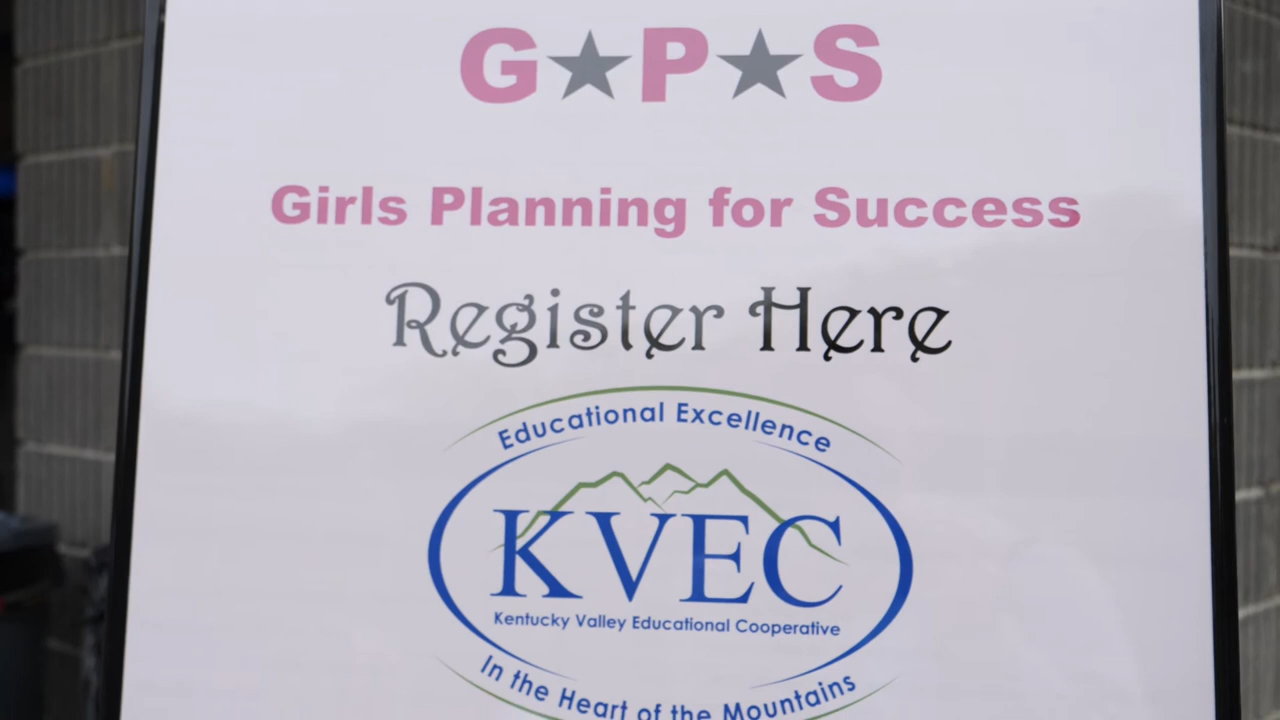 G★P★S
Girls Planning for Success
Register Here
Educational Excellence
KVEC
Kentucky Valley Educational Cooperative
In the Heart of the Mountains